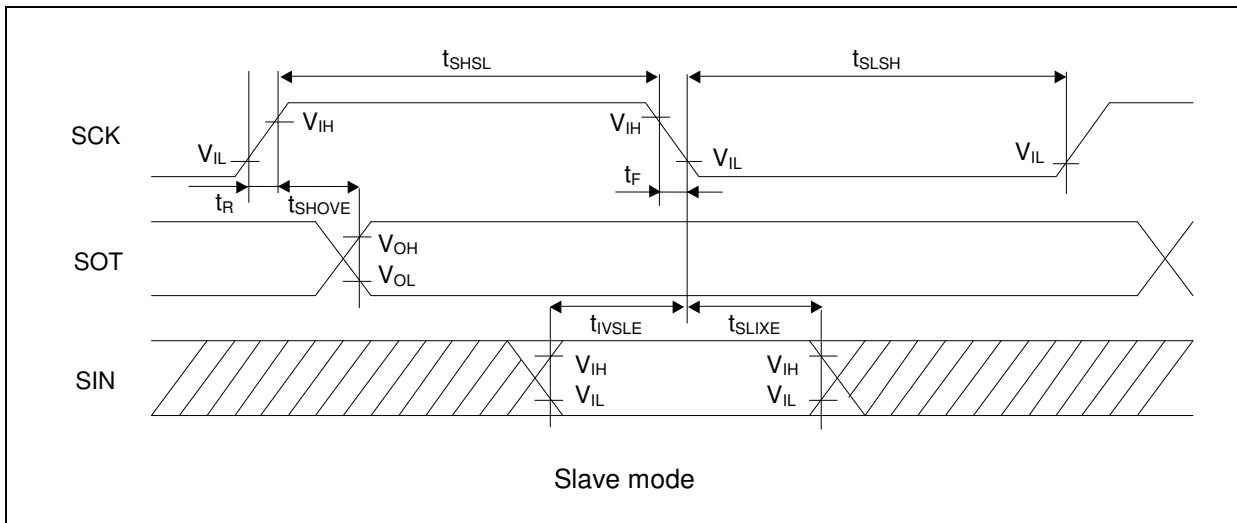 tSHSL
tSLSH
SCK
VIH
VIH
VIL
VIL
VIL
tR
tSHOVE
tF
SOT
VOH
VOL
tIVSLE
tSLIXE
SIN
VIH
VIH
VIL
VIL
Slave mode